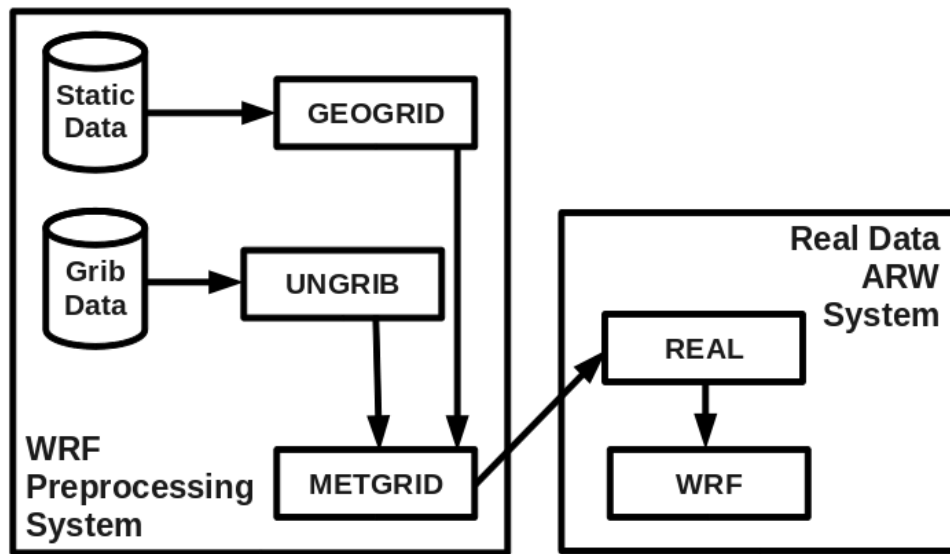 Static
Data
GEOGRID
Grib
Data
UNGRIB
WRF
Preprocessing
System
METGRID
Real Data
ARW
System
REAL
WRF